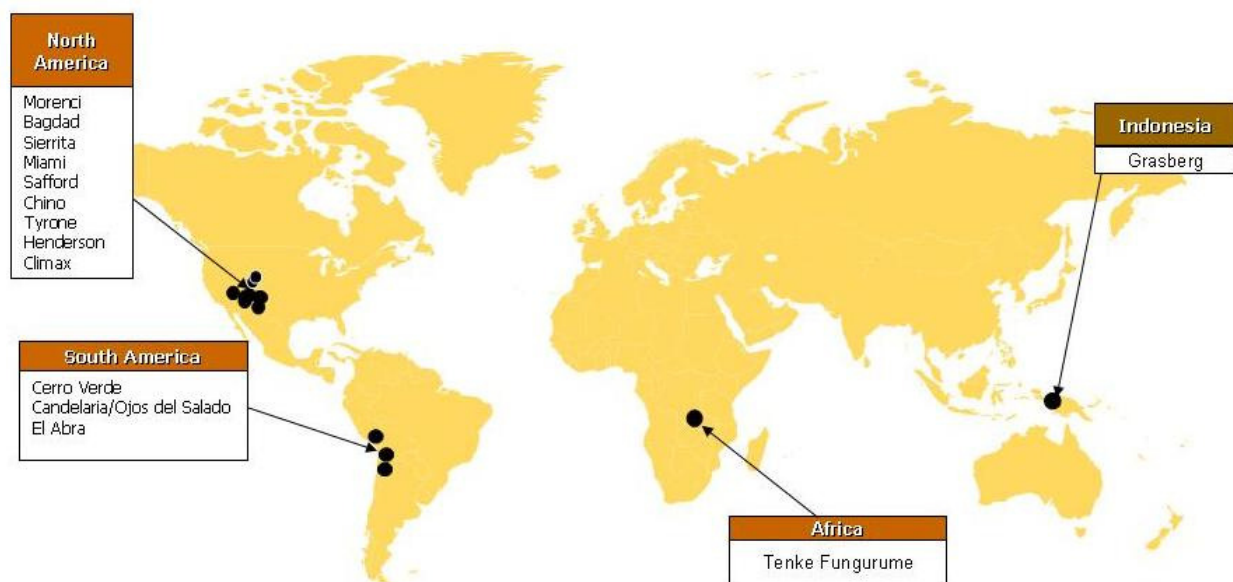 North
America
Morenci
Bagdad
Sierrita
Miami
Safford
Chino
Tyrone
Henderson
Climax
Indonesia
Grasberg
South America
Cerro Verde
Candelaria/Ojos del Salado
El Abra
Africa
Tenke Fungurume